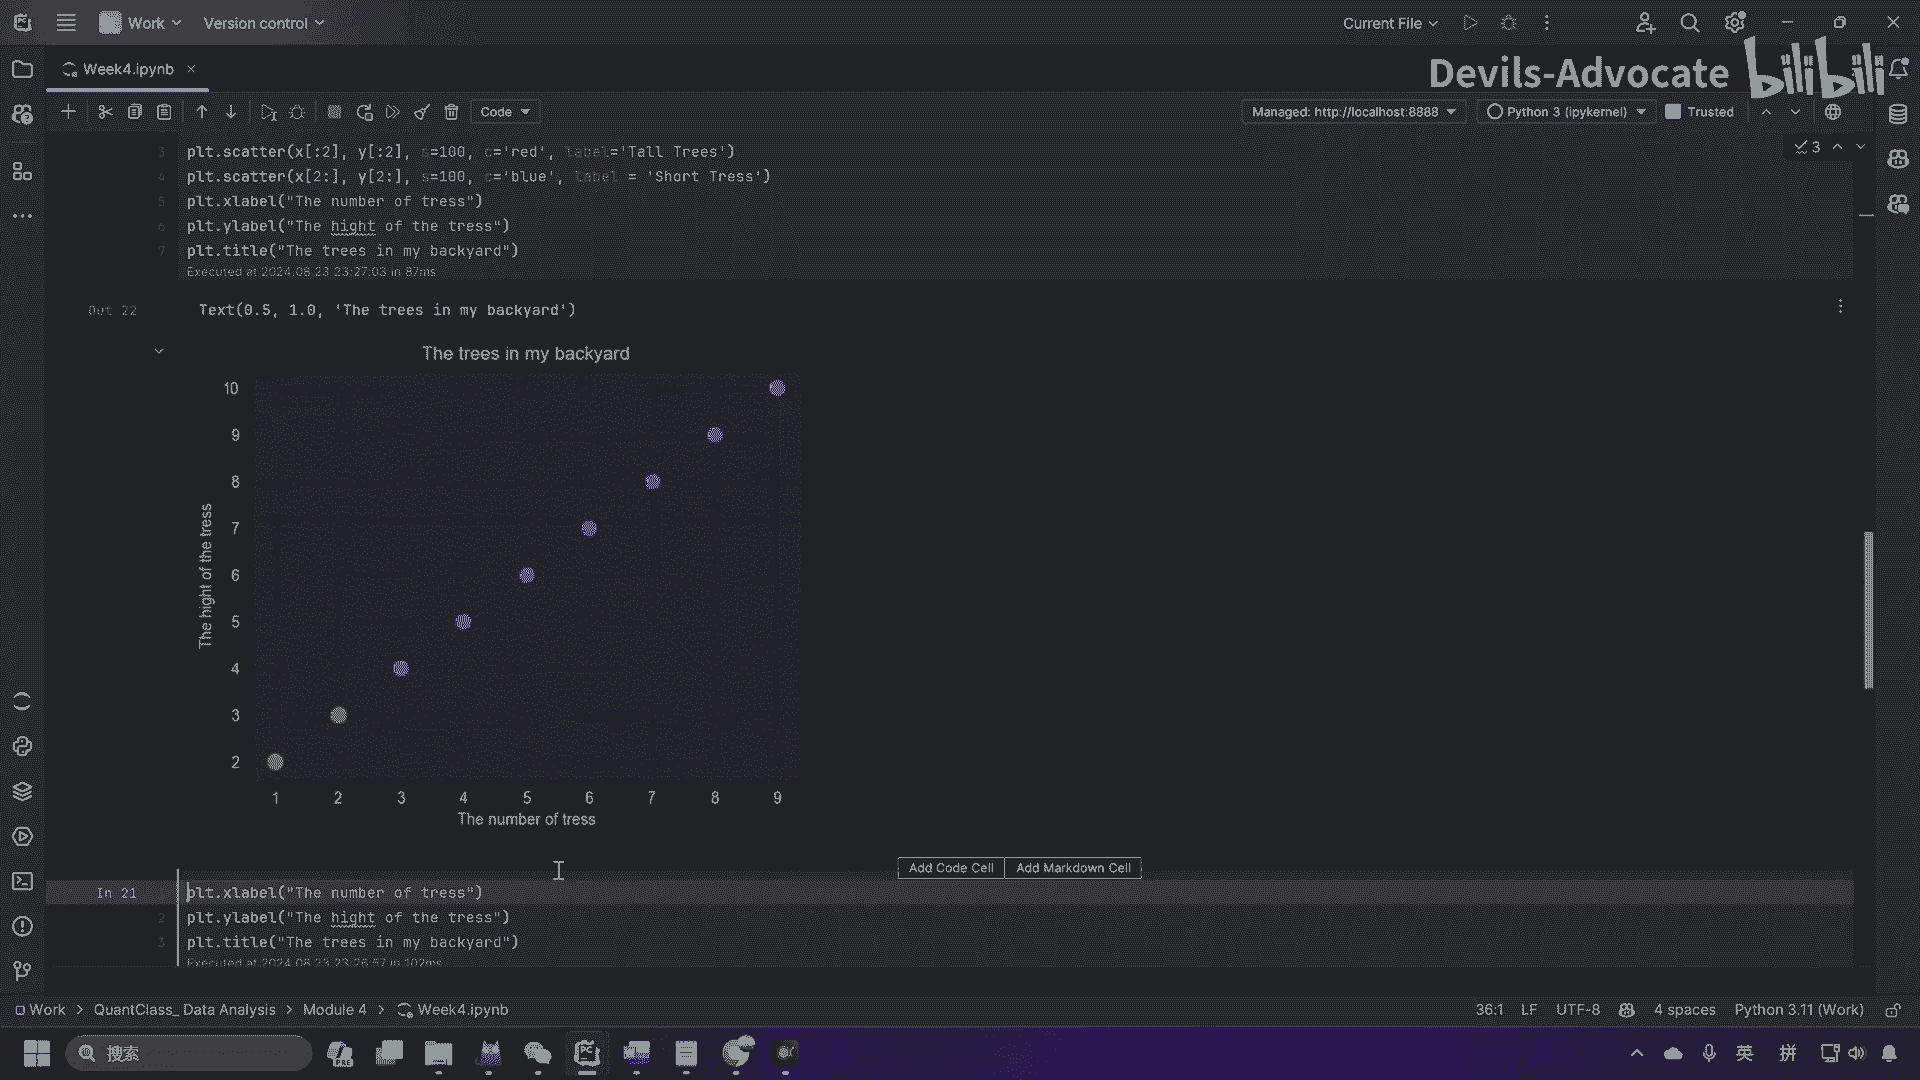 Work
Version control
Current File
Week4.ipynb
Devils-Advocate
bilibili
Code
Managed: http://localhost:8888
Python 3 (ipykernel)
Trusted
3 plt.scatter(x[:2], y[:2], s=100, c='red', label='Tall Trees')
3
4 plt.scatter(x[2:], y[2:], s=100, c='blue', label = 'Short Tress')
5 plt.xlabel("The number of tress")
6 plt.ylabel("The hight of the tress")
7 plt.title("The trees in my backyard")
Executed at 2024.08.23 23:27:03 in 87ms
Out 22 Text(0.5, 1.0, 'The trees in my backyard')
The trees in my backyard
10
9
8
7
6
5
4
3
2
The hight of the tress
1 2 3 4 5 6 7 8 9
The number of tress
Add Code Cell Add Markdown Cell
In 21 1 plt.xlabel("The number of tress")
2 plt.ylabel("The hight of the tress")
3 plt.title("The trees in my backyard")
Executed at 2024.08.23 23:26:57 in 102ms
Work > QuantClass_ Data Analysis > Module 4 > Week4.ipynb
36:1 LF UTF-8 4 spaces Python 3.11 (Work)
搜索
PRE
英 拼